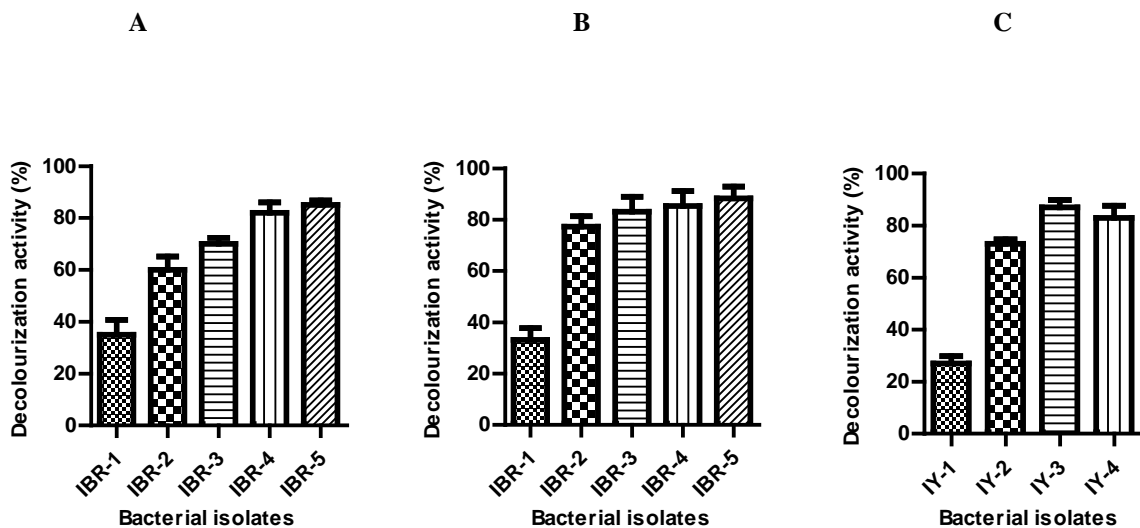 A
B
C
Decolourization activity (%)
100
80
60
40
20
0
IBR-1
IBR-2
IBR-3
IBR-4
IBR-5
Bacterial isolates
Decolourization activity (%)
100
80
60
40
20
0
IBR-1
IBR-2
IBR-3
IBR-4
IBR-5
Bacterial isolates
Decolourization activity (%)
100
80
60
40
20
0
IY-1
IY-2
IY-3
IY-4
Bacterial isolates